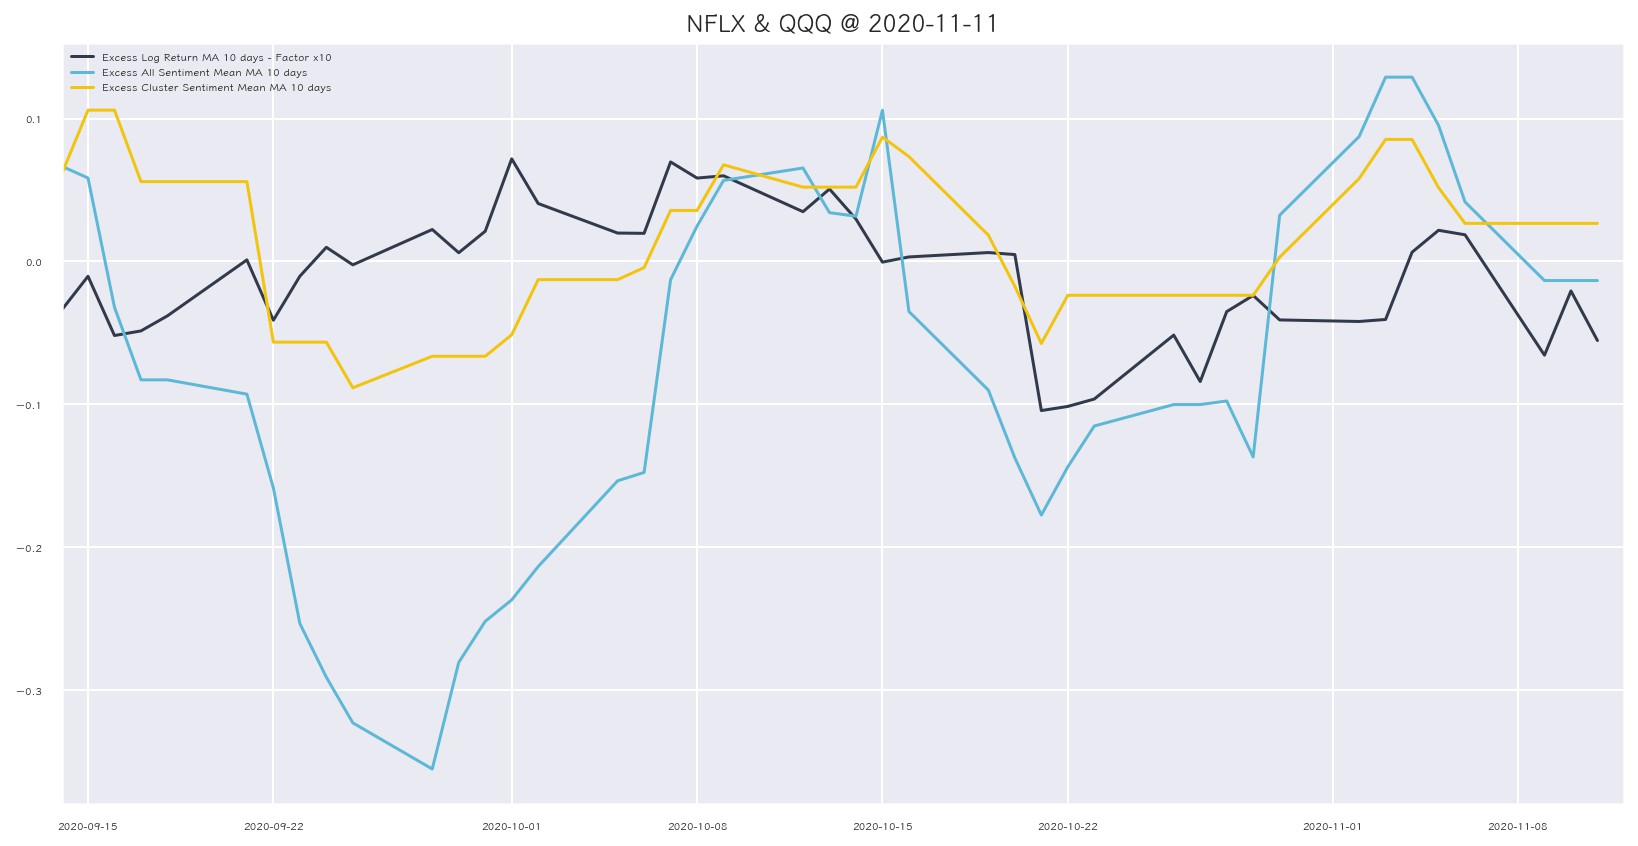 NFLX & QQQ @ 2020-11-11
Excess Log Return MA 10 days - Factor x10
Excess All Sentiment Mean MA 10 days
Excess Cluster Sentiment Mean MA 10 days
0.1
0.0
−0.1
−0.2
−0.3
2020-09-15 2020-09-22 2020-10-01 2020-10-08 2020-10-15 2020-10-22 2020-11-01 2020-11-08